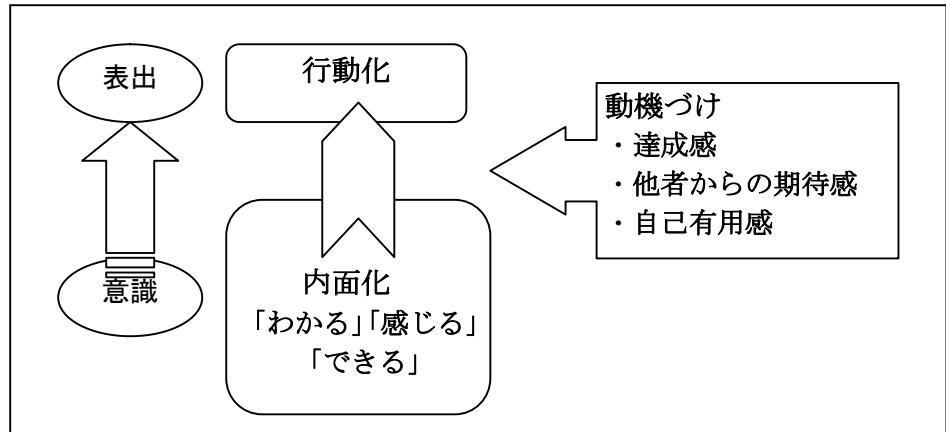 表出
行動化
動機づけ
・達成感
・他者からの期待感
・自己有用感
意識
内面化
「わかる」「感じる」
「できる」